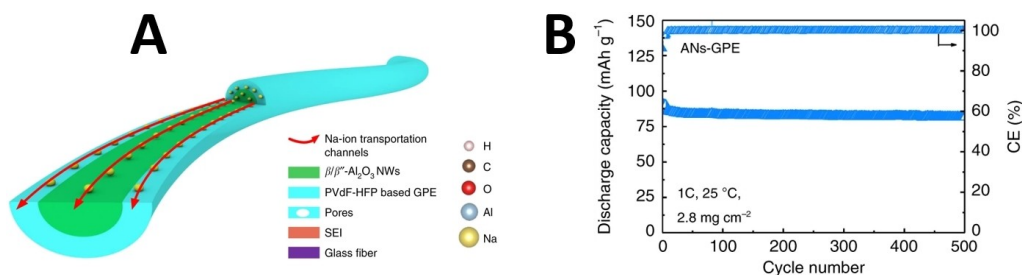 A
Na-ion transportation
channels
β/β″-Al₂O₃ NWs
PVdF-HFP based GPE
Pores
SEI
Glass fiber
H
C
O
Al
Na
B
Discharge capacity (mAh g⁻¹)
150
125
100
75
50
25
0
ANs-GPE
1C, 25 °C,
2.8 mg cm⁻²
0 100 200 300 400 500
Cycle number
100
80
60
40
20
0
CE (%)